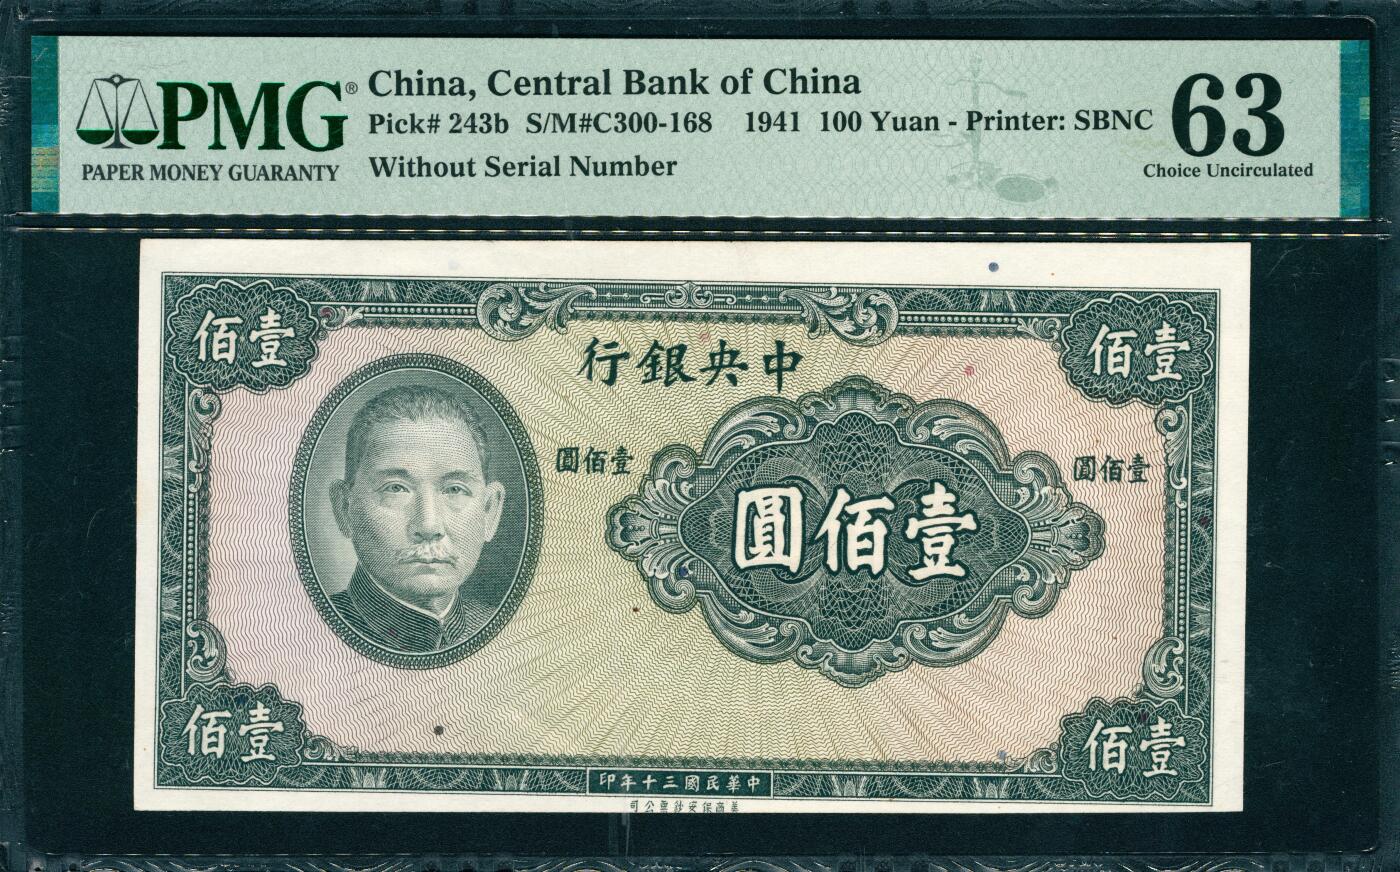 PMG®
PAPER MONEY GUARANTY
China, Central Bank of China
Pick# 243b S/M#C300-168 1941 100 Yuan - Printer: SBNC
Without Serial Number
63
Choice Uncirculated
壹佰
壹佰
中央銀行
壹佰圓
壹佰圓
壹佰圓
壹佰
壹佰
中華民國三十年印
美商保安鈔票公司